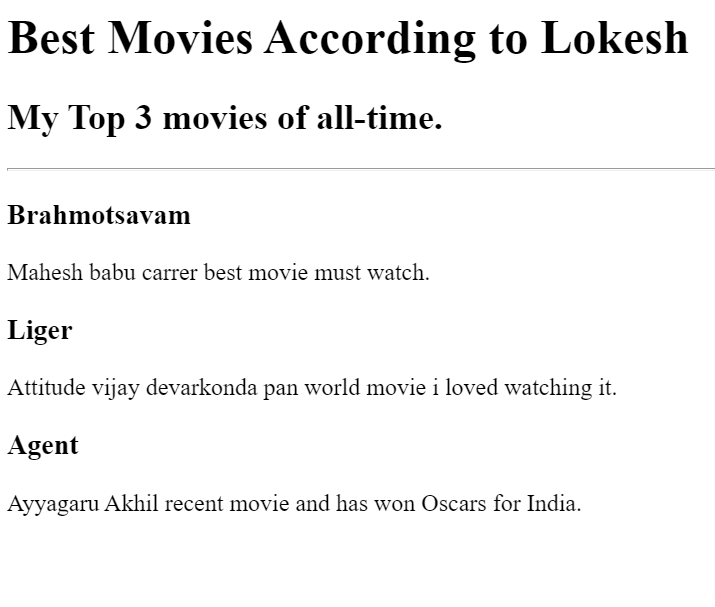 Best Movies According to Lokesh
My Top 3 movies of all-time.
Brahmotsavam
Mahesh babu carrer best movie must watch.
Liger
Attitude vijay devarkonda pan world movie i loved watching it.
Agent
Ayyagaru Akhil recent movie and has won Oscars for India.